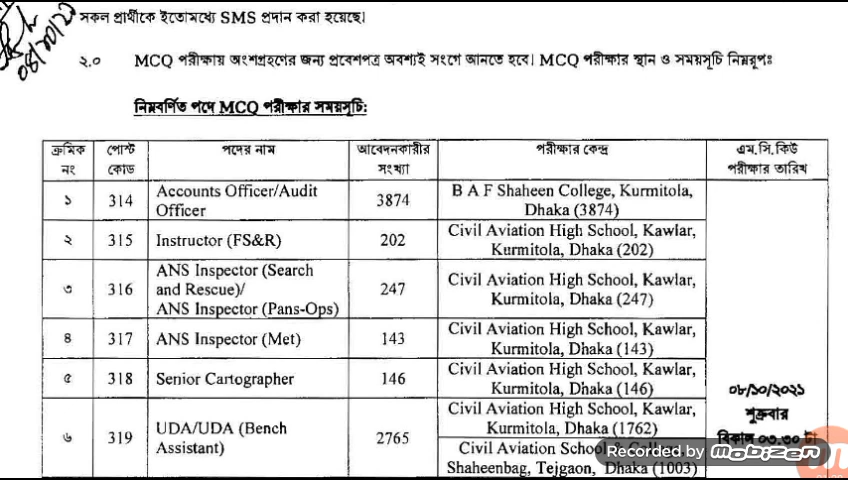 সকল প্রার্থীকে ইতোমধ্যে SMS প্রদান করা হয়েছে।
২.০ MCQ পরীক্ষায় অংশগ্রহণের জন্য প্রবেশপত্র অবশ্যই সংগে আনতে হবে। MCQ পরীক্ষার স্থান ও সময়সূচি নিম্নরূপঃ
নিম্নবর্ণিত পদে MCQ পরীক্ষার সময়সূচি:
ক্রমিক নং পোস্ট কোড পদের নাম আবেদনকারীর সংখ্যা পরীক্ষার কেন্দ্র এম.সি.কিউ পরীক্ষার তারিখ
১ 314 Accounts Officer/Audit Officer 3874 B A F Shaheen College, Kurmitola, Dhaka (3874)
২ 315 Instructor (FS&R) 202 Civil Aviation High School, Kawlar, Kurmitola, Dhaka (202)
৩ 316 ANS Inspector (Search and Rescue)/ ANS Inspector (Pans-Ops) 247 Civil Aviation High School, Kawlar, Kurmitola, Dhaka (247)
৪ 317 ANS Inspector (Met) 143 Civil Aviation High School, Kawlar, Kurmitola, Dhaka (143)
৫ 318 Senior Cartographer 146 Civil Aviation High School, Kawlar, Kurmitola, Dhaka (146)
৬ 319 UDA/UDA (Bench Assistant) 2765 Civil Aviation High School, Kawlar, Kurmitola, Dhaka (1762)
Civil Aviation School & College, Shaheenbag, Tejgaon, Dhaka (1003)
০৮/১০/২০২১
শুক্রবার
বিকাল ০৩.৩০ টা
Recorded by Mobizen